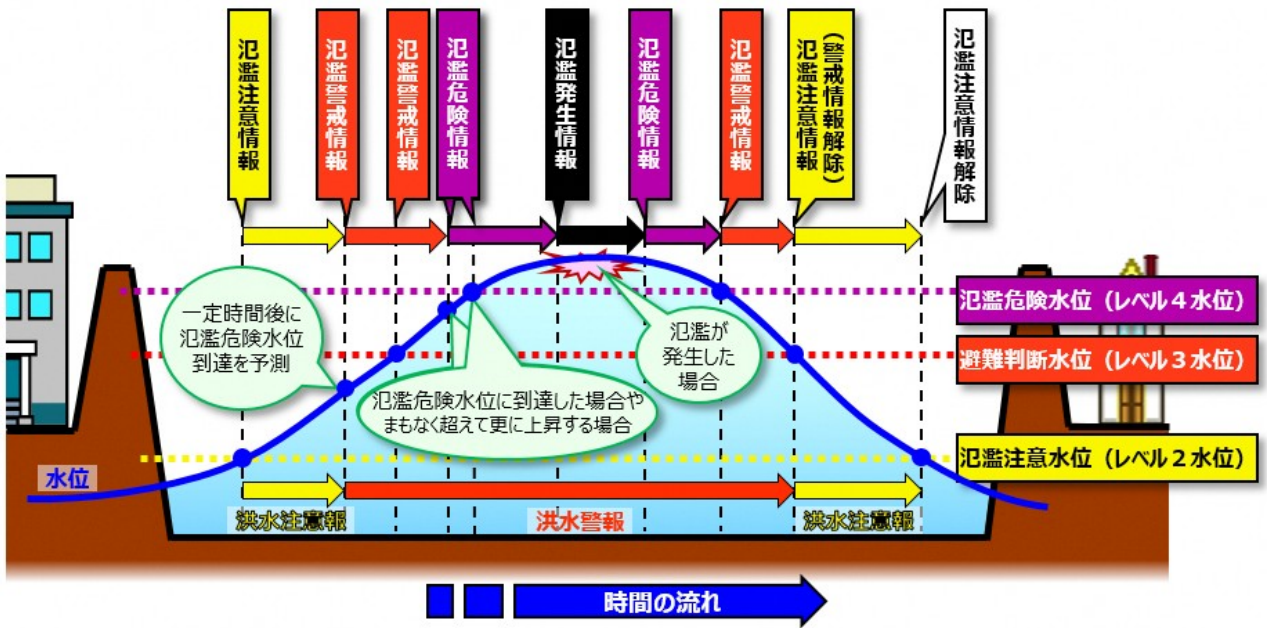 氾濫注意情報
氾濫警戒情報
氾濫警戒情報
氾濫危険情報
氾濫発生情報
氾濫危険情報
氾濫警戒情報
(警戒情報解除)
氾濫注意情報
氾濫注意情報解除
一定時間後に
氾濫危険水位
到達を予測
氾濫危険水位に到達した場合や
まもなく超えて更に上昇する場合
氾濫が
発生した
場合
氾濫危険水位(レベル4水位)
避難判断水位(レベル3水位)
氾濫注意水位(レベル2水位)
水位
洪水注意報
洪水警報
洪水注意報
時間の流れ